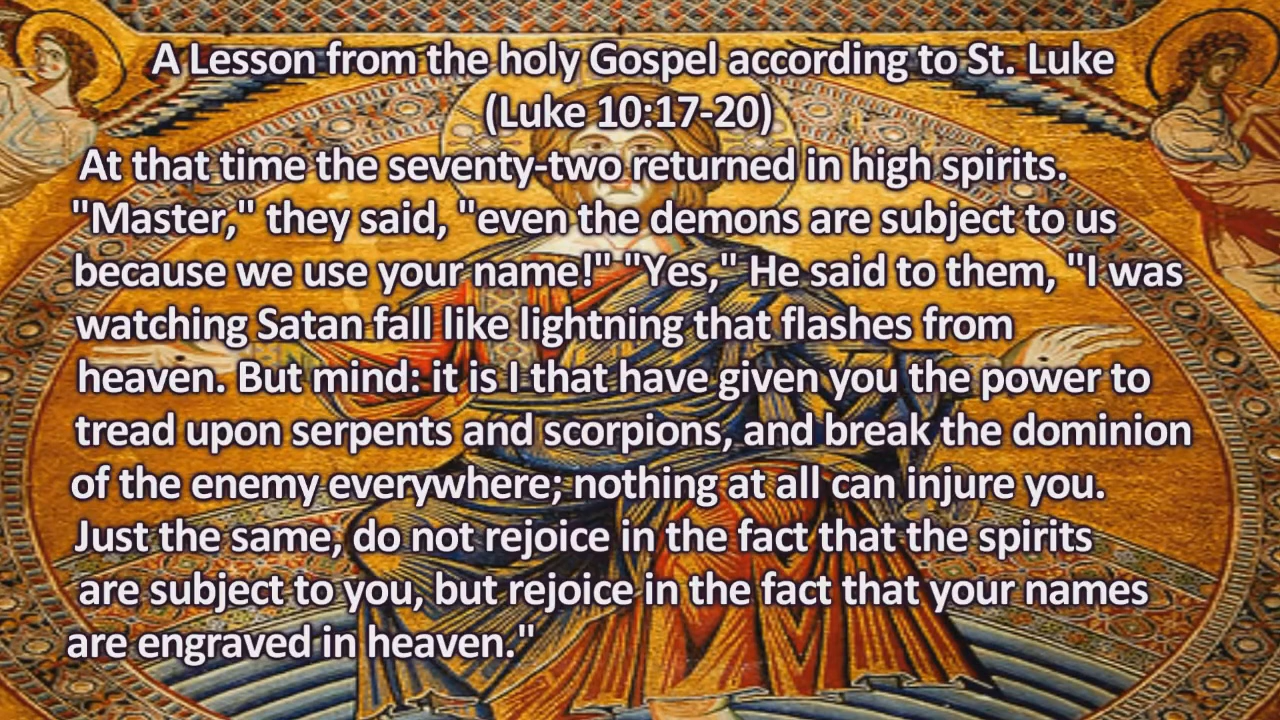 A Lesson from the holy Gospel according to St. Luke
(Luke 10:17-20)
At that time the seventy-two returned in high spirits.
"Master," they said, "even the demons are subject to us
because we use your name!" "Yes," He said to them, "I was
watching Satan fall like lightning that flashes from
heaven. But mind: it is I that have given you the power to
tread upon serpents and scorpions, and break the dominion
of the enemy everywhere; nothing at all can injure you.
Just the same, do not rejoice in the fact that the spirits
are subject to you, but rejoice in the fact that your names
are engraved in heaven."